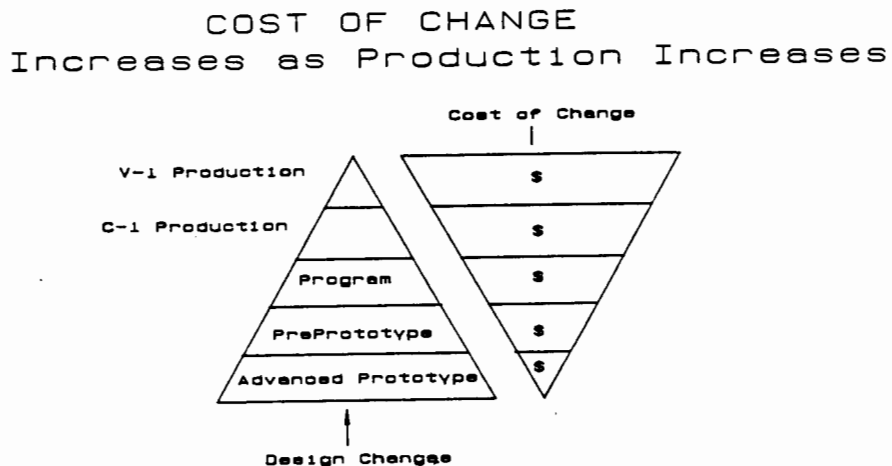 COST OF CHANGE
Increases as Production Increases
Cost of Change
V-1 Production
$
C-1 Production
$
Program
$
PrePrototype
$
Advanced Prototype
$
Design Changes